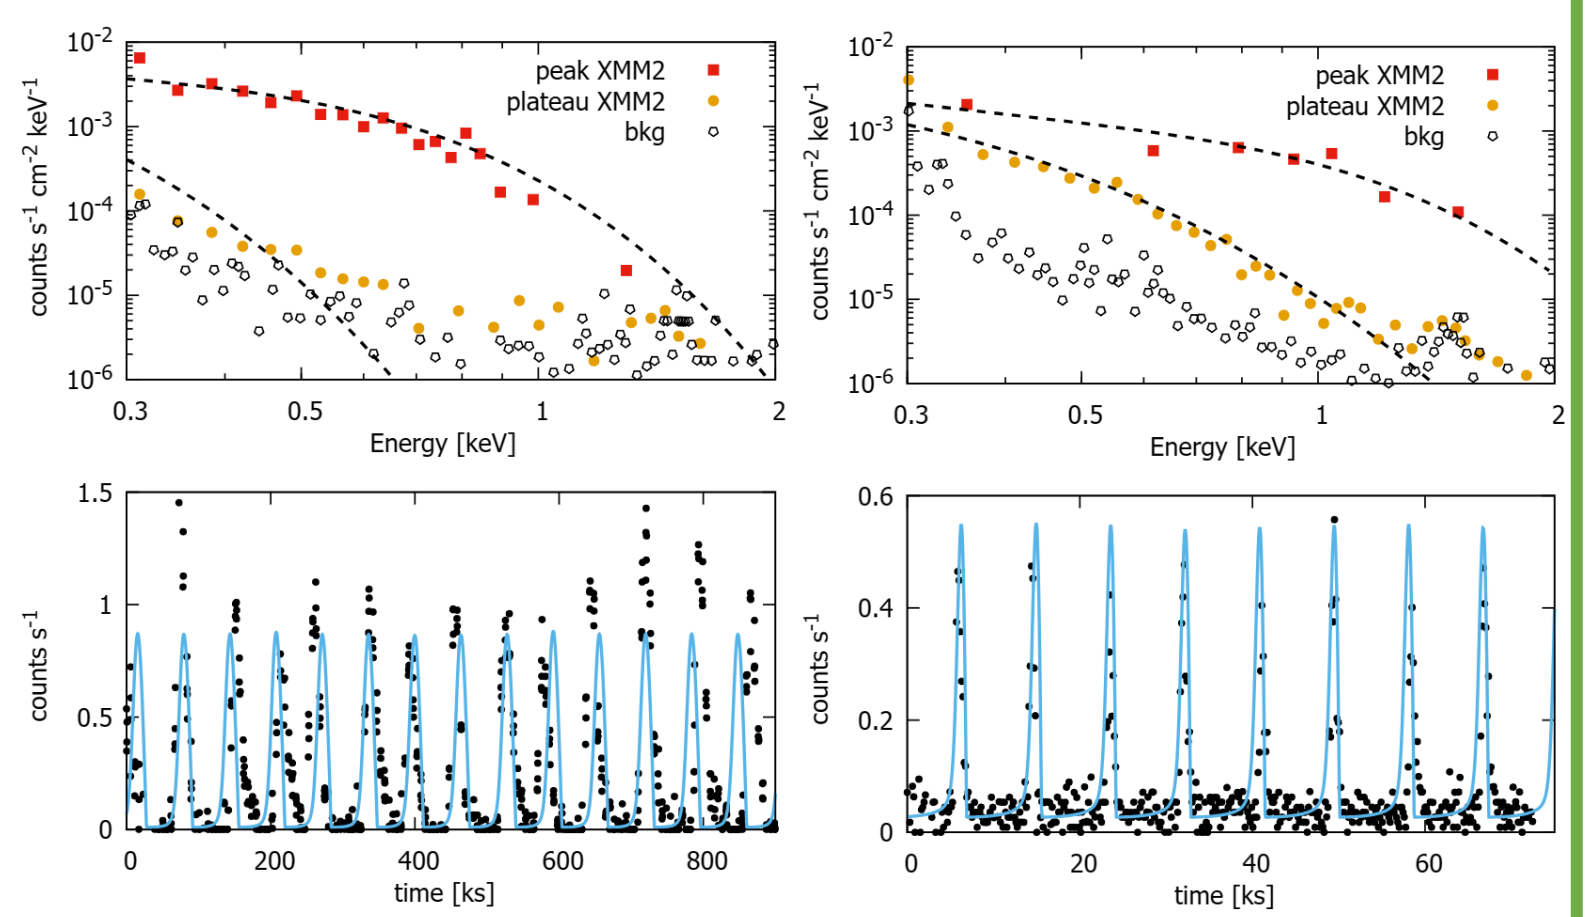 10-2
10-3
10-4
10-5
10-6
counts s-1 cm-2 keV-1
peak XMM2
plateau XMM2
bkg
0.3 0.5 1 2
Energy [keV]
10-2
10-3
10-4
10-5
10-6
counts s-1 cm-2 keV-1
peak XMM2
plateau XMM2
bkg
0.3 0.5 1 2
Energy [keV]
1.5
1
0.5
0
counts s-1
0 200 400 600 800
time [ks]
0.6
0.4
0.2
0
counts s-1
0 20 40 60
time [ks]